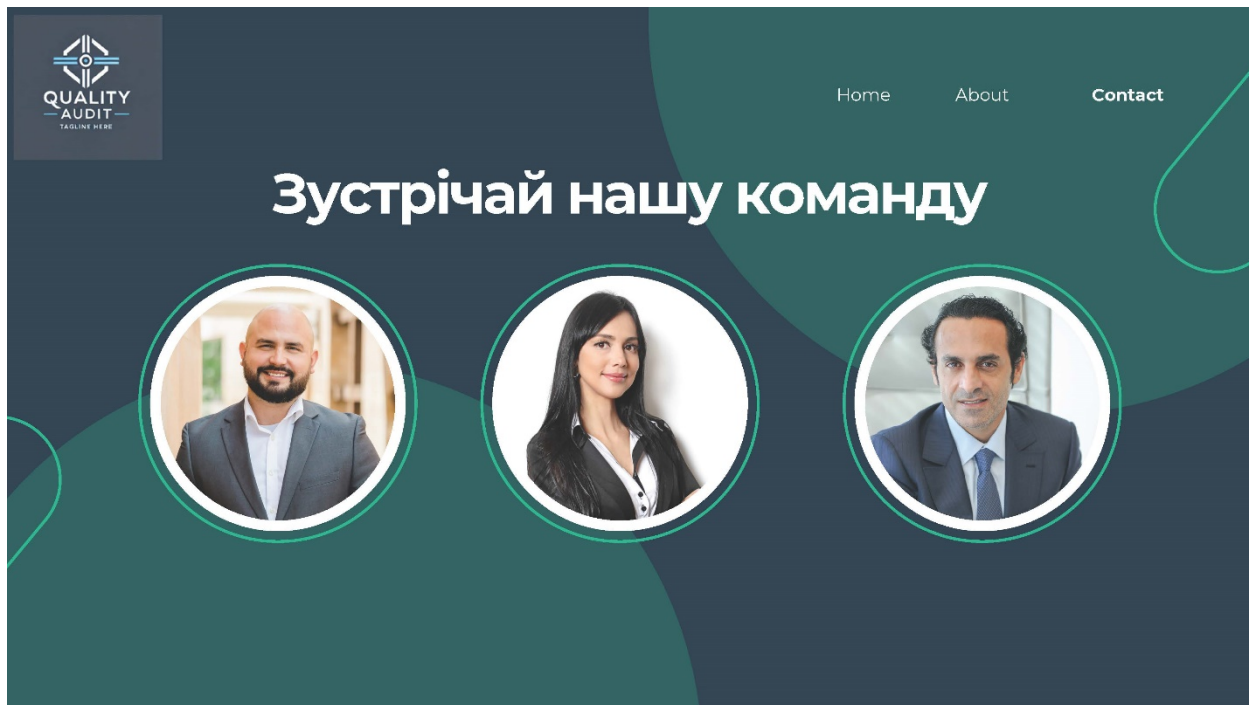 QUALITY
AUDIT
TAGLINE HERE
Home About Contact
Зустрічай нашу команду